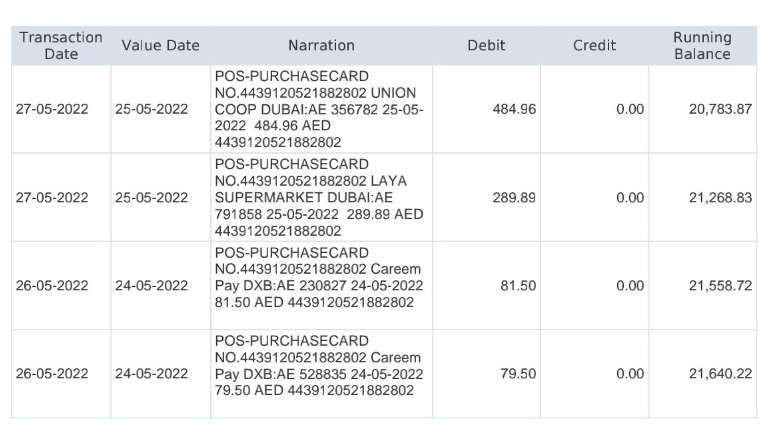 Transaction Date Value Date Narration Debit Credit Running Balance
POS-PURCHASECARD
NO.4439120521882802 UNION
27-05-2022 25-05-2022 COOP DUBAI:AE 356782 25-05- 484.96 0.00 20,783.87
2022 484.96 AED
4439120521882802
POS-PURCHASECARD
NO.4439120521882802 LAYA
27-05-2022 25-05-2022 SUPERMARKET DUBAI:AE 289.89 0.00 21,268.83
791858 25-05-2022 289.89 AED
4439120521882802
POS-PURCHASECARD
NO.4439120521882802 Careem
26-05-2022 24-05-2022 Pay DXB:AE 230827 24-05-2022 81.50 0.00 21,558.72
81.50 AED 4439120521882802
POS-PURCHASECARD
NO.4439120521882802 Careem
26-05-2022 24-05-2022 Pay DXB:AE 528835 24-05-2022 79.50 0.00 21,640.22
79.50 AED 4439120521882802